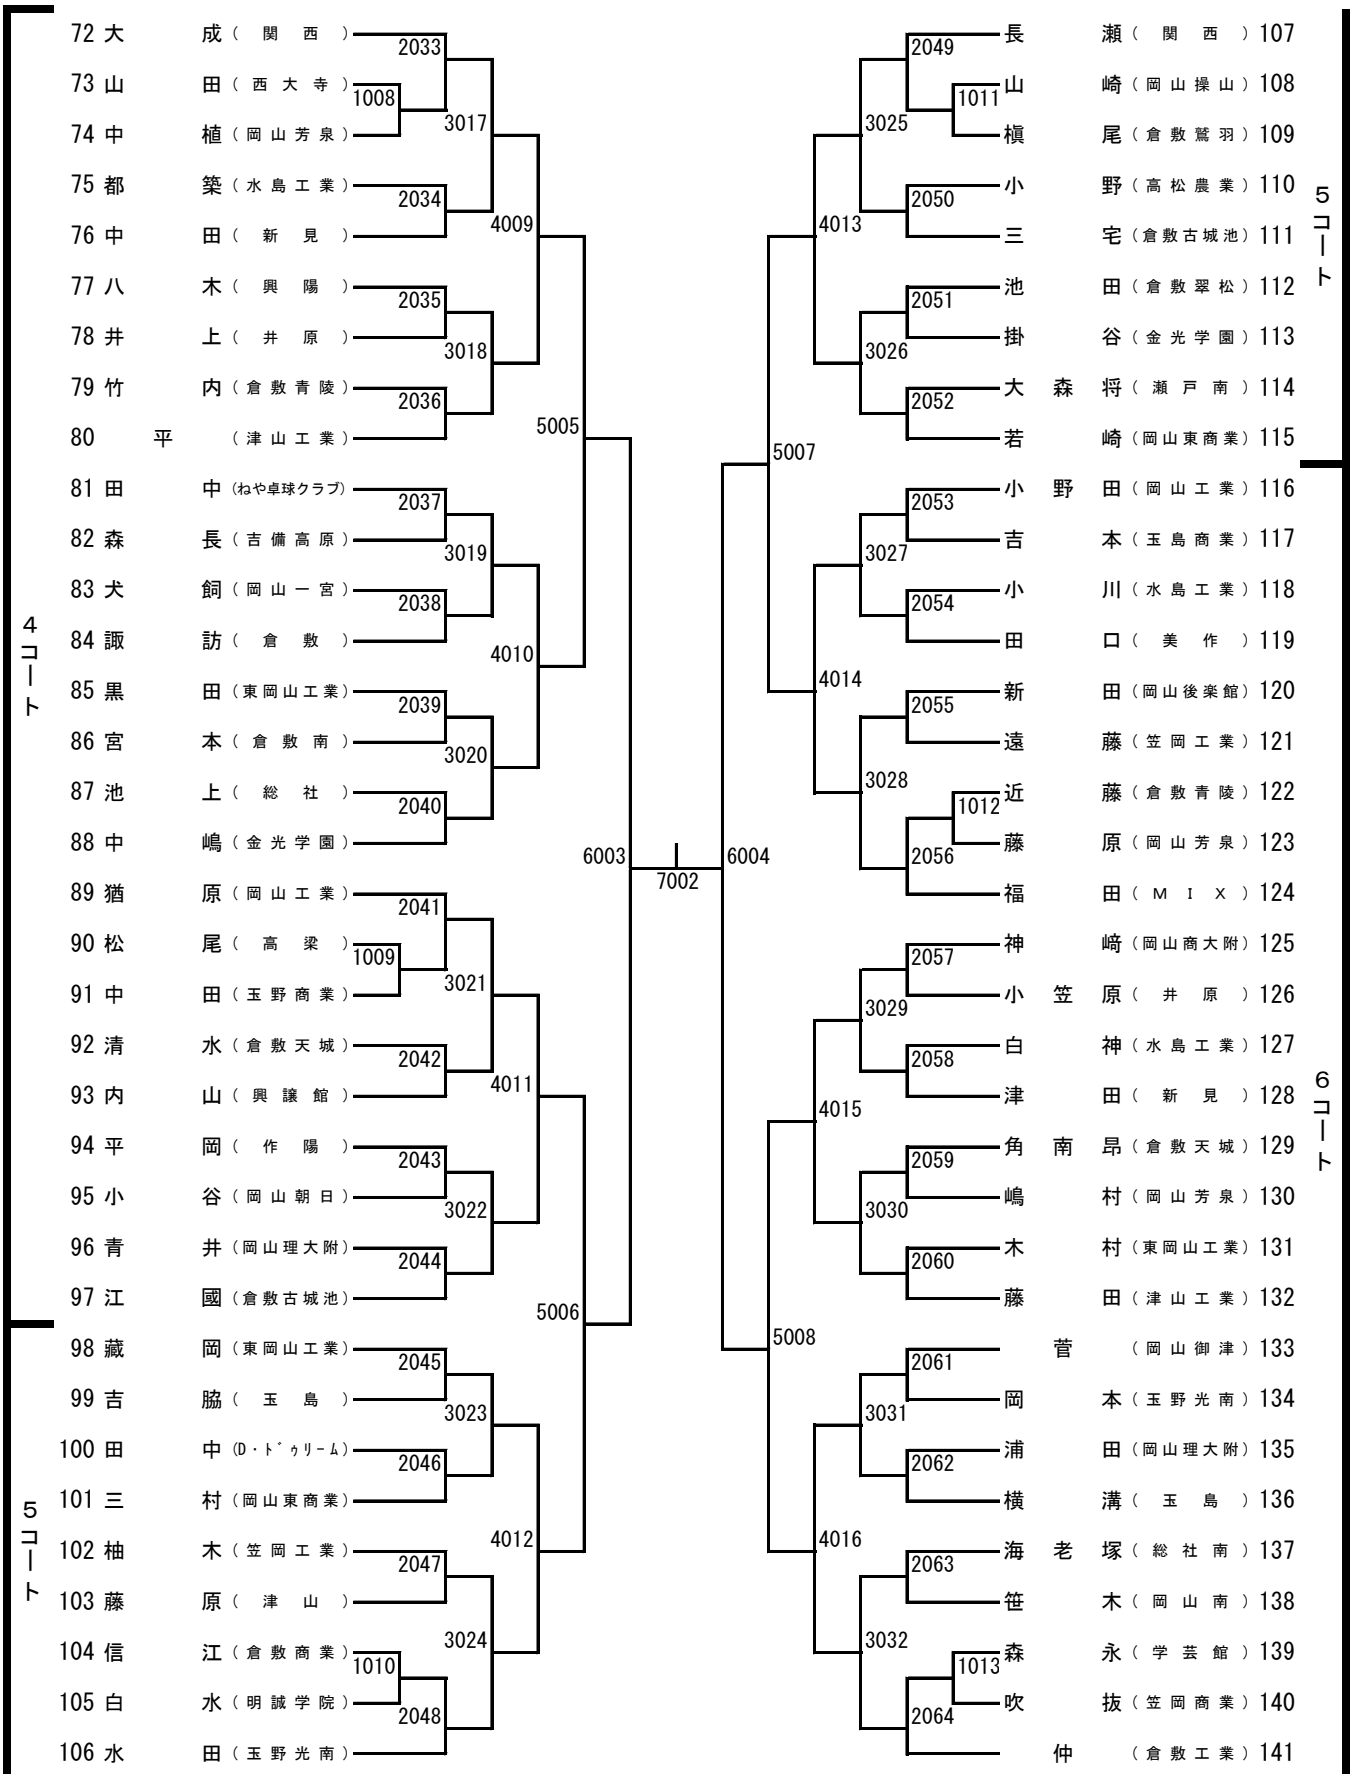 72 大成 （関西）
2033
73 山田 （西大寺）
1008
74 中植 （岡山芳泉）
3017
75 都築 （水島工業）
2034
76 中田 （新見）
4009
77 八木 （興陽）
2035
78 井上 （井原）
3018
79 竹内 （倉敷青陵）
2036
80 平 （津山工業）
5005
81 田中 （ねや卓球クラブ）
2037
82 森長 （吉備高原）
3019
83 犬飼 （岡山一宮）
2038
84 諏訪 （倉敷）
4010
4コート
85 黒田 （東岡山工業）
2039
86 宮本 （倉敷南）
3020
87 池上 （総社）
2040
88 中嶋 （金光学園）
6003
89 猶原 （岡山工業）
2041
90 松尾 （高梁）
1009
91 中田 （玉野商業）
3021
92 清水 （倉敷天城）
2042
93 内山 （興譲館）
4011
94 平岡 （作陽）
2043
95 小谷 （岡山朝日）
3022
96 青井 （岡山理大附）
2044
97 江國 （倉敷古城池）
5006
98 藏岡 （東岡山工業）
2045
99 吉脇 （玉島）
3023
100 田中 （D・ドゥリーム）
2046
101 三村 （岡山東商業）
5コート
4012
102 柚木 （笠岡工業）
2047
103 藤原 （津山）
3024
104 信江 （倉敷商業）
1010
105 白水 （明誠学院）
2048
106 水田 （玉野光南）
7002
長瀬 （関西） 107
2049
山崎 （岡山操山） 108
1011
槇尾 （倉敷鷲羽） 109
3025
小野 （高松農業） 110
2050
三宅 （倉敷古城池） 111
4013
5コート
池田 （倉敷翠松） 112
2051
掛谷 （金光学園） 113
3026
大森将 （瀬戸南） 114
2052
若崎 （岡山東商業） 115
5007
小野田 （岡山工業） 116
2053
吉本 （玉島商業） 117
3027
小川 （水島工業） 118
2054
田口 （美作） 119
4014
新田 （岡山後楽館） 120
2055
遠藤 （笠岡工業） 121
3028
近藤 （倉敷青陵） 122
1012
藤原 （岡山芳泉） 123
2056
6004
福田 （MIX） 124
神﨑 （岡山商大附） 125
2057
小笠原 （井原） 126
3029
白神 （水島工業） 127
2058
津田 （新見） 128
4015
6コート
角南昂 （倉敷天城） 129
2059
嶋村 （岡山芳泉） 130
3030
木村 （東岡山工業） 131
2060
藤田 （津山工業） 132
5008
菅 （岡山御津） 133
2061
岡本 （玉野光南） 134
3031
浦田 （岡山理大附） 135
2062
横溝 （玉島） 136
4016
海老塚 （総社南） 137
2063
笹木 （岡山南） 138
3032
森永 （学芸館） 139
1013
吹抜 （笠岡商業） 140
2064
仲 （倉敷工業） 141